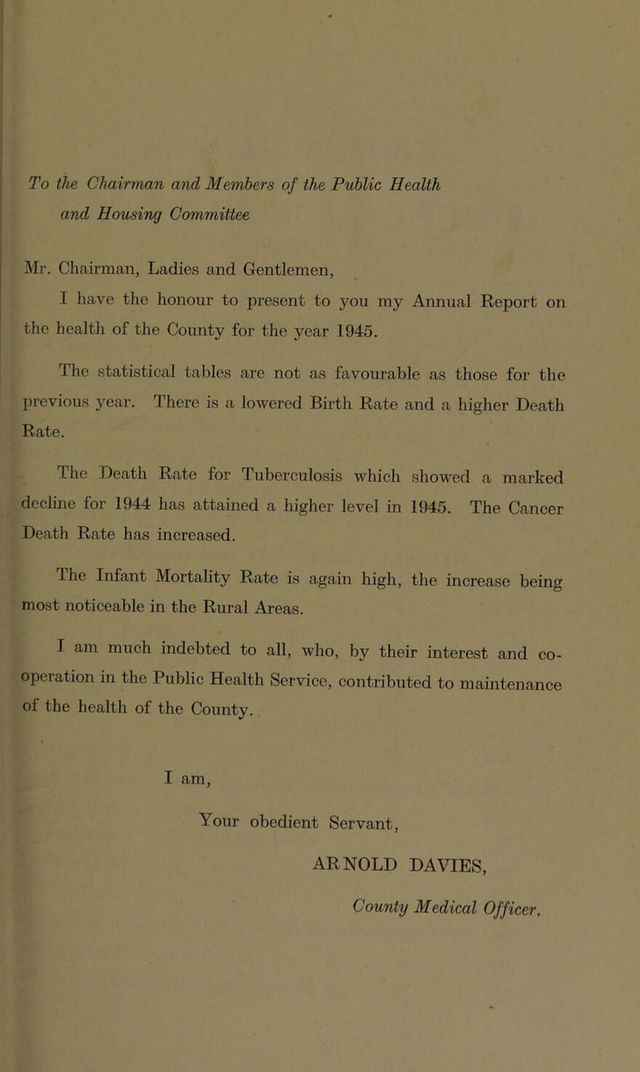 To the Chairman and Members of the Public Health
and Housing Committee
Mr. Chairman, Ladies and Gentlemen,
I have the honour to present to you my Annual Report on
the health of the County for the year 1945.
The statistical tables are not as favourable as those for the
previous year. There is a lowered Birth Rate and a higher Death
Rate.
The Death Rate for Tuberculosis which showed a marked
decline for 1944 has attained a higher level in 1945. The Cancer
Death Rate has increased.
The Infant Mortality Rate is again high, the increase being
most noticeable in the Rural Areas.
I am much indebted to all, who, by their interest and co-
operation in the Public Health Service, contributed to maintenance
of the health of the County.
I am,
Your obedient Servant,
ARNOLD DAVIES,
County Medical Officer.